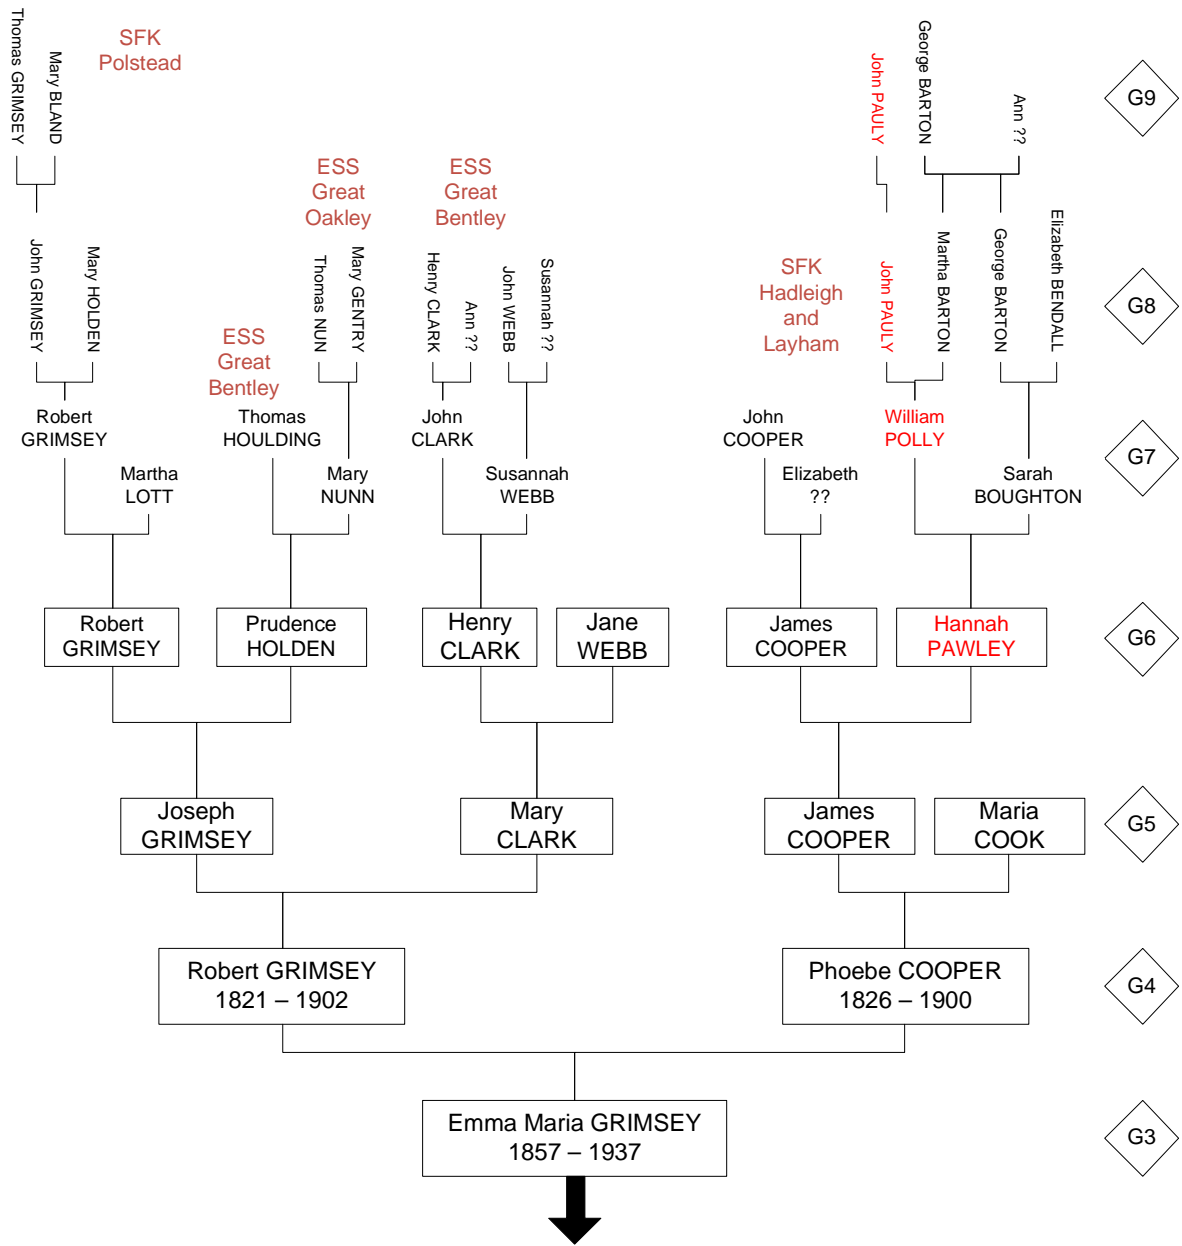 Thomas GRIMSEY
Mary BLAND
SFK
Polstead
John PAULY
George BARTON
Ann ??
G9
John GRIMSEY
Mary HOLDEN
ESS
Great
Bentley
ESS
Great
Oakley
Thomas NUN
Mary GENTRY
ESS
Great
Bentley
Henry CLARK
Ann ??
John WEBB
Susannah ??
SFK
Hadleigh
and
Layham
John PAULY
Martha BARTON
George BARTON
Elizabeth BENDALL
G8
Robert
GRIMSEY
Martha
LOTT
Thomas
HOULDING
Mary
NUNN
John
CLARK
Susannah
WEBB
John
COOPER
Elizabeth
??
William
POLLY
Sarah
BOUGHTON
G7
Robert
GRIMSEY
Prudence
HOLDEN
Henry
CLARK
Jane
WEBB
James
COOPER
Hannah
PAWLEY
G6
Joseph
GRIMSEY
Mary
CLARK
James
COOPER
Maria
COOK
G5
Robert GRIMSEY
1821 – 1902
Phoebe COOPER
1826 – 1900
G4
Emma Maria GRIMSEY
1857 – 1937
G3